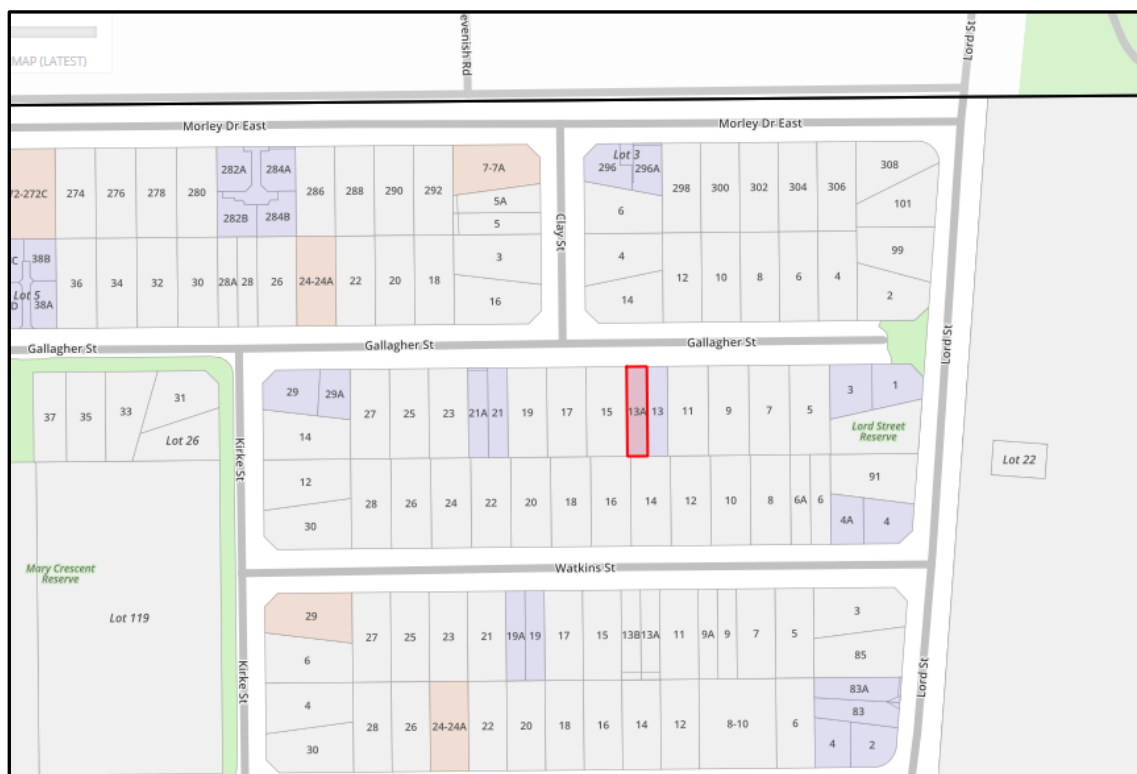 MAP (LATEST)
evenish Rd
Lord St
Morley Dr East
Morley Dr East
72-272C
274
276
278
280
282A
284A
282B
284B
286
288
290
292
7-7A
5A
5
3
16
Clay St
Lot 3
296
296A
298
300
302
304
306
308
101
6
4
14
12
10
8
6
4
99
2
C
38B
Lot 5
D
38A
36
34
32
30
28A
28
26
24-24A
22
20
18
Lord St
Gallagher St
Gallagher St
Gallagher St
37
35
33
31
Lot 26
Kirke St
29
29A
14
27
25
23
21A
21
19
17
15
13A
13
11
9
7
5
3
1
Lord Street
Reserve
Lot 22
12
30
28
26
24
22
20
18
16
14
12
10
8
6A
6
91
4A
4
Mary Crescent
Reserve
Lot 119
Watkins St
29
6
27
25
23
21
19A
19
17
15
13B
13A
11
9A
9
7
5
3
85
Kirke St
Lord St
4
30
28
26
24-24A
22
20
18
16
14
12
8-10
6
83A
83
4
2